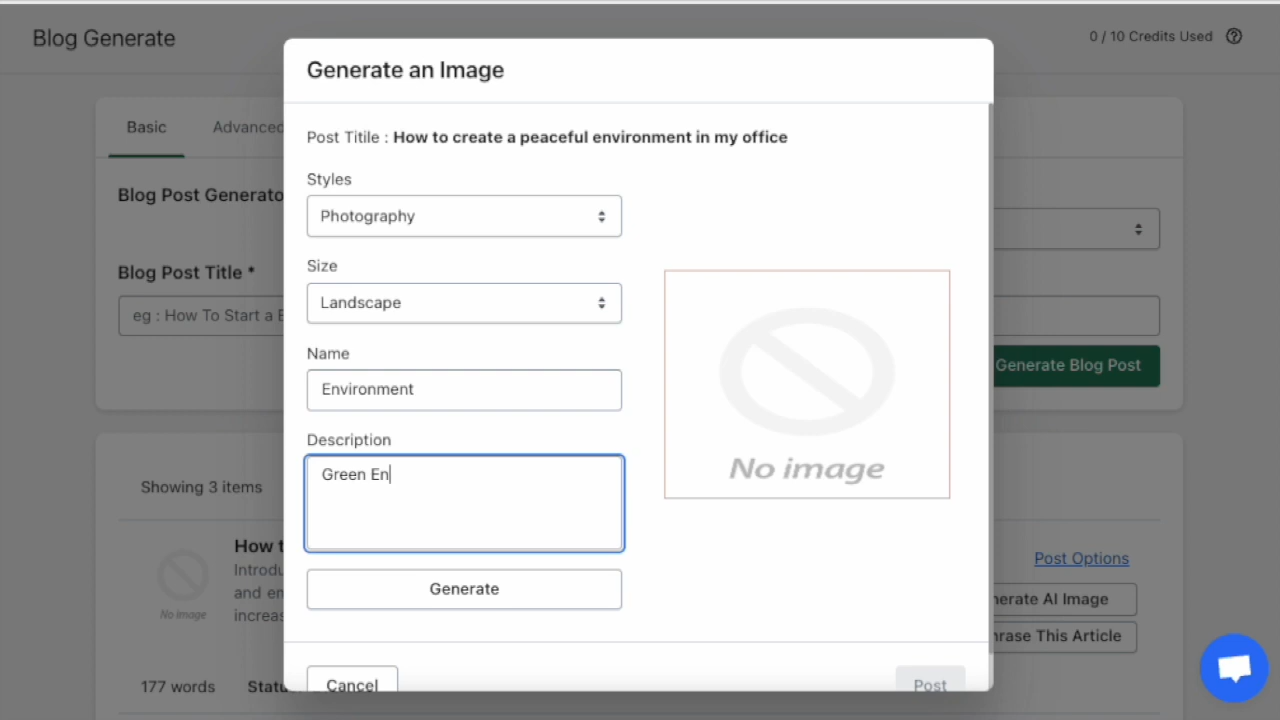 Blog Generate
0 / 10 Credits Used
Generate an Image
Basic
Advanced
Post Titile : How to create a peaceful environment in my office
Styles
Blog Post Generato
Photography
Size
Blog Post Title *
Landscape
eg : How To Start a B
Name
Generate Blog Post
Environment
Description
Green En
No image
Showing 3 items
How t
Post Options
Introdu
and en
nerate AI Image
Generate
increas
No image
hrase This Article
177 words
Statu
Cancel
Post